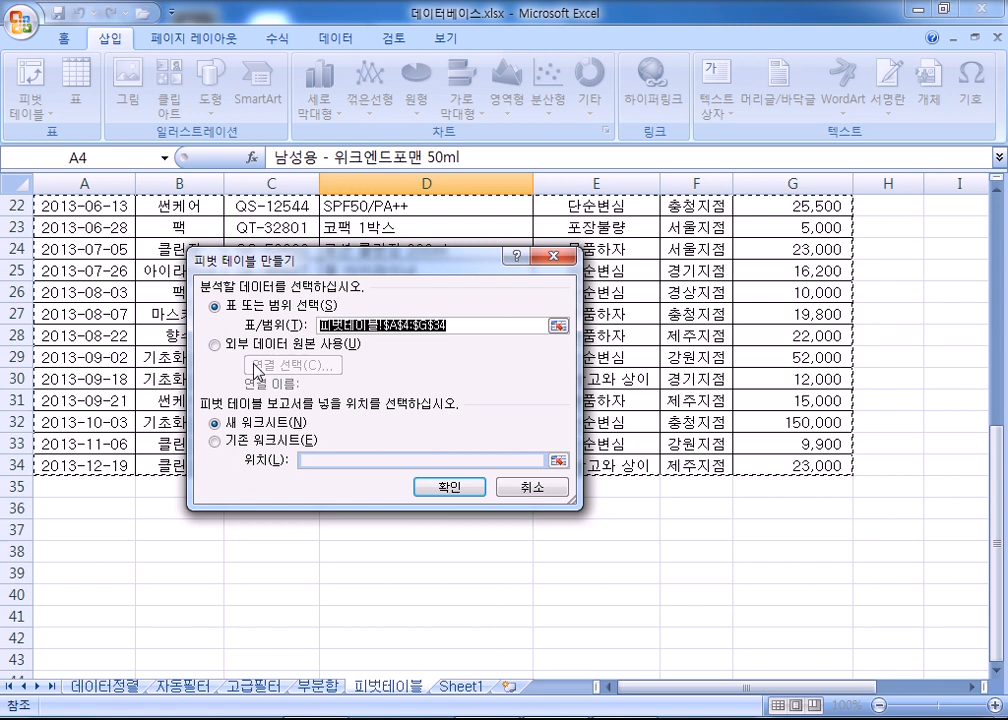 데이터베이스.xlsx - Microsoft Excel
홈 삽입 페이지 레이아웃 수식 데이터 검토 보기
피벗 테이블 표 그림 클립 아트 도형 SmartArt 세로 막대형 꺾은선형 원형 가로 막대형 영역형 분산형 기타 하이퍼링크 텍스트 상자 머리글/바닥글 WordArt 서명란 개체 기호
표 일러스트레이션 차트 링크 텍스트
A4 fx 남성용 - 위크엔드포맨 50ml
A B C D E F G H I
22 2013-06-13 썬케어 QS-12544 SPF50/PA++ 단순변심 충청지점 25,500
23 2013-06-28 팩 QT-32801 코팩 1박스 포장불량 서울지점 5,000
24 2013-07-05 서울지점 23,000
25 2013-07-26 경기지점 16,200
26 2013-08-03 팩 경상지점 10,000
27 2013-08-07 충청지점 19,800
28 2013-08-22 제주지점 22,000
29 2013-09-02 강원지점 52,000
30 2013-09-18 상이 경기지점 12,000
31 2013-09-21 제주지점 15,000
32 2013-10-03 경상지점 150,000
33 2013-11-06 강원지점 9,900
34 2013-12-19 상이 제주지점 23,000
35
36
37
38
39
40
41
42
43
피벗 테이블 만들기
분석할 데이터를 선택하십시오.
표 또는 범위 선택(S)
표/범위(T): 피벗테이블!$A$4:$G$34
외부 데이터 원본 사용(U)
연결 선택(C)...
연결 이름:
피벗 테이블 보고서를 넣을 위치를 선택하십시오.
새 워크시트(N)
기존 워크시트(E)
위치(L):
확인 취소
데이터정렬 자동필터 고급필터 부분합 피벗테이블 Sheet1
참조 100%